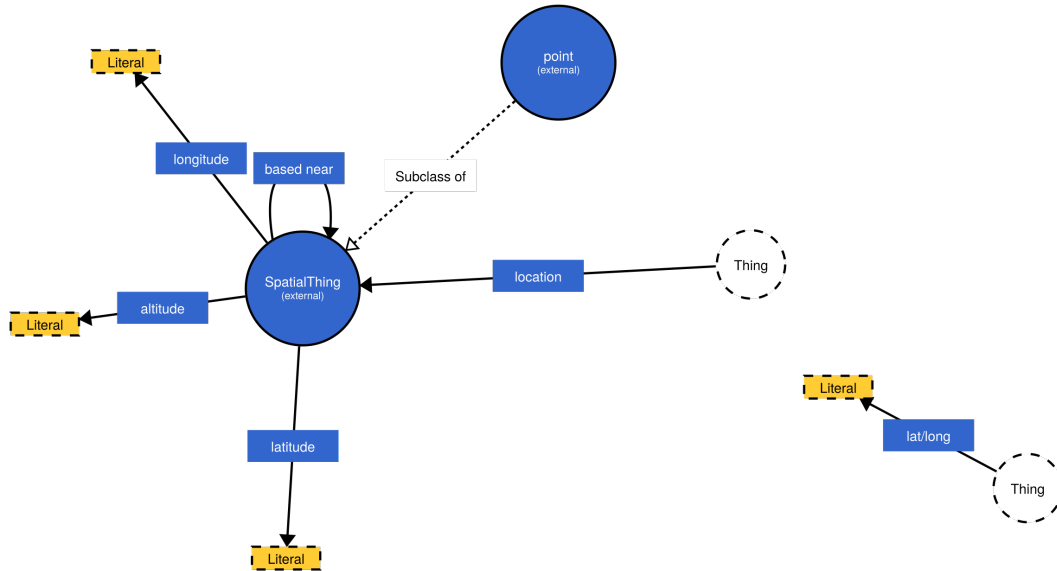 Literal
point
(external)
longitude
based near
Subclass of
Thing
SpatialThing
(external)
location
altitude
Literal
Literal
lat/long
latitude
Thing
Literal